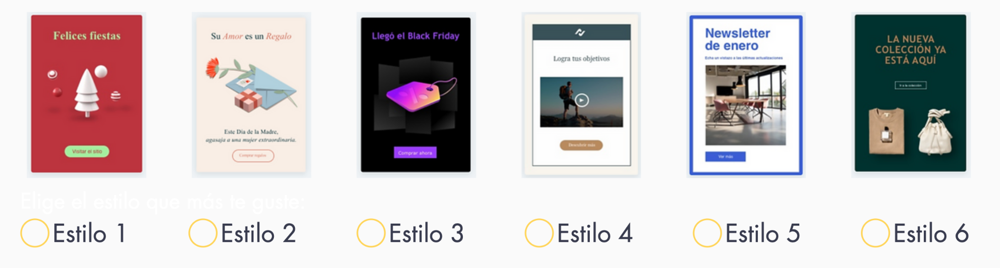 Felices fiestas
Visitar el sitio
Su Amor es un Regalo
Este Día de la Madre,
agasaja a una mujer extraordinaria.
Comprar regalos
Llegó el Black Friday
Comprar ahora
Logra tus objetivos
Descubrir más
Newsletter
de enero
Echa un vistazo a las últimas actualizaciones
Ver más
LA NUEVA
COLECCIÓN YA
ESTÁ AQUÍ
Ir a la colección
Elige el estilo que más te guste:
Estilo 1
Estilo 2
Estilo 3
Estilo 4
Estilo 5
Estilo 6